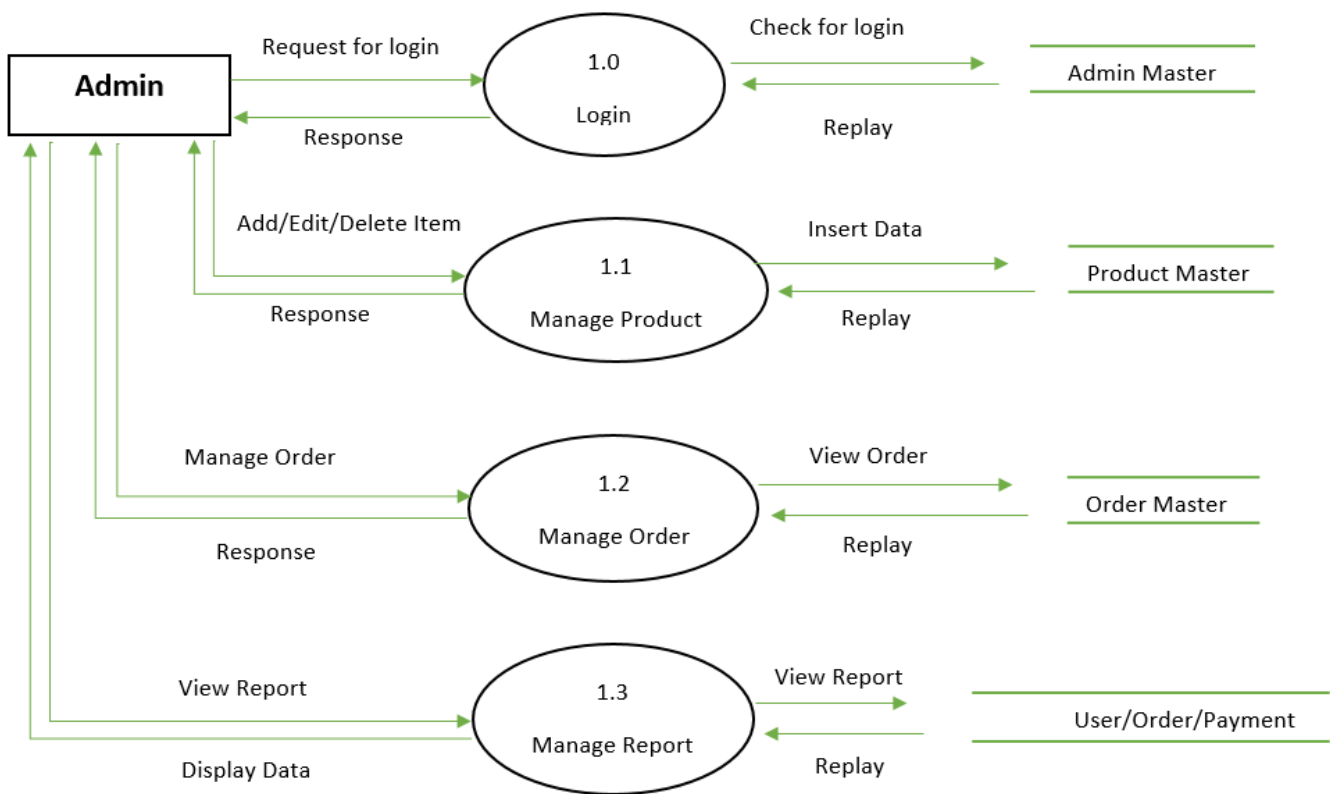 Request for login
Check for login
1.0
Admin
Admin Master
Login
Response
Replay
Add/Edit/Delete Item
Insert Data
1.1
Product Master
Response
Manage Product
Replay
Manage Order
View Order
1.2
Order Master
Response
Manage Order
Replay
View Report
View Report
1.3
User/Order/Payment
Manage Report
Display Data
Replay